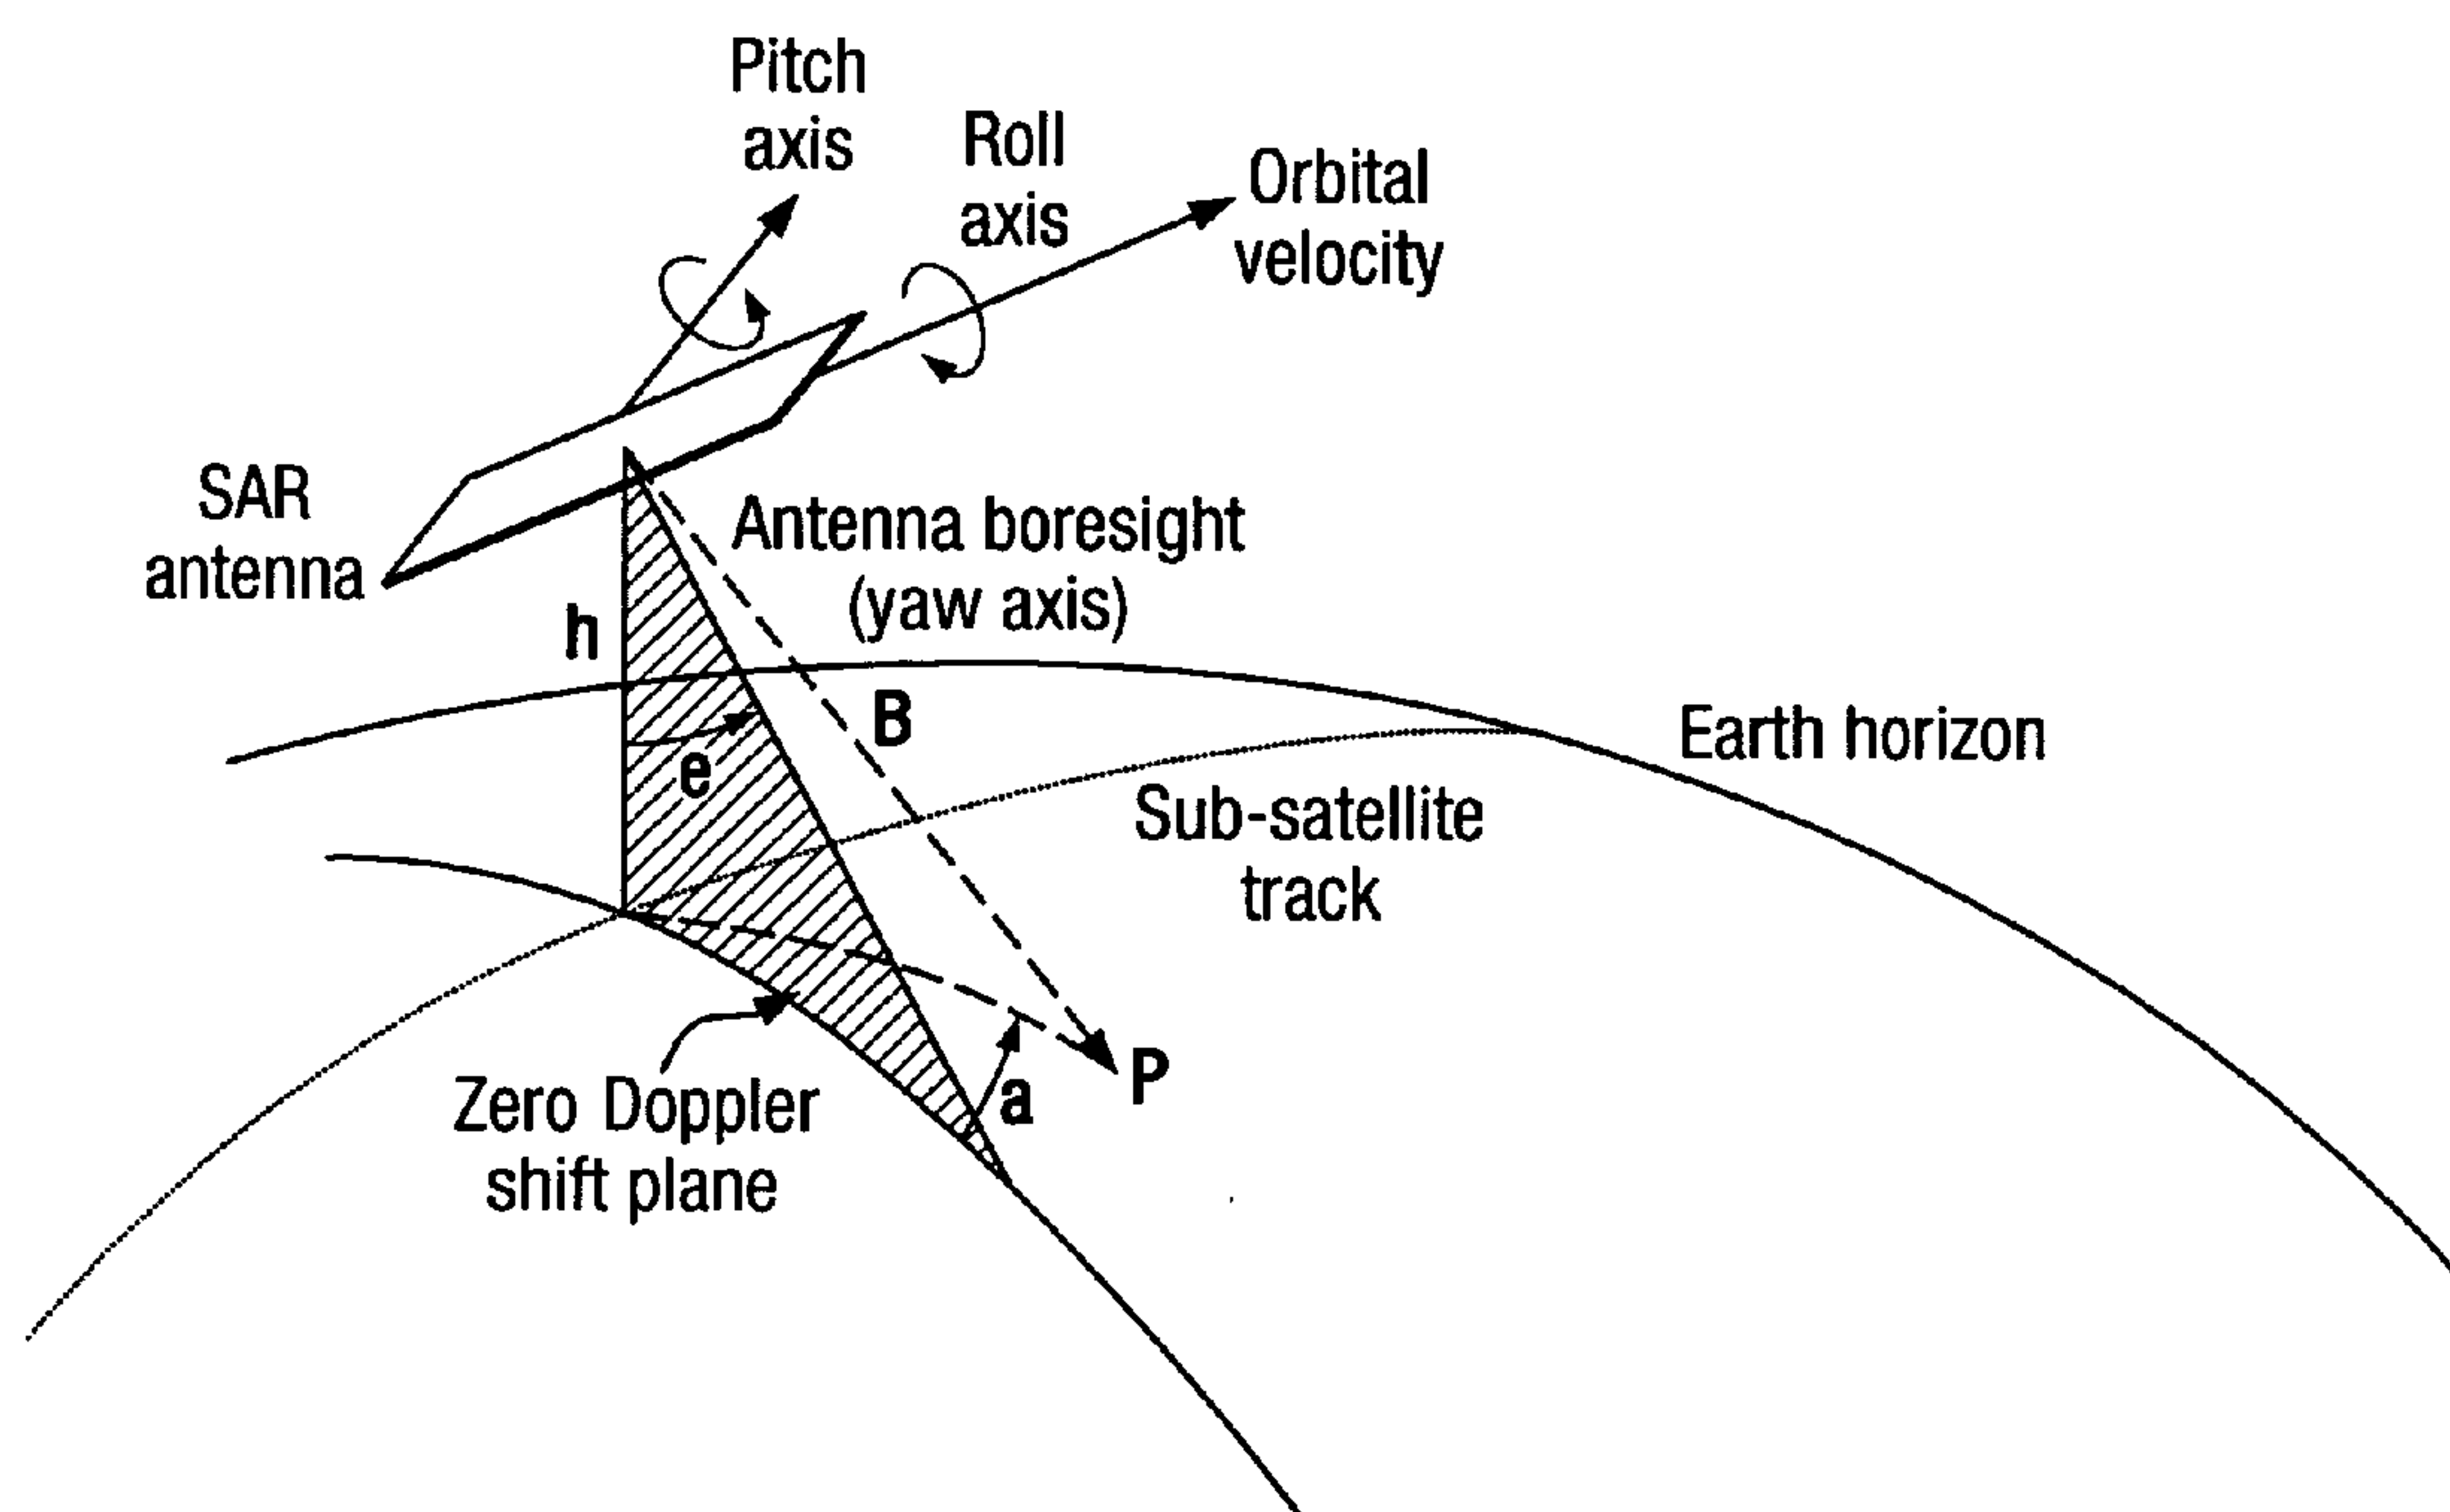 Pitch
axis
Roll
axis
Orbital
velocity
SAR
antenna
Antenna boresight
(yaw axis)
h
B
e
Earth horizon
Sub-satellite
track
P
a
Zero Doppler
shift plane